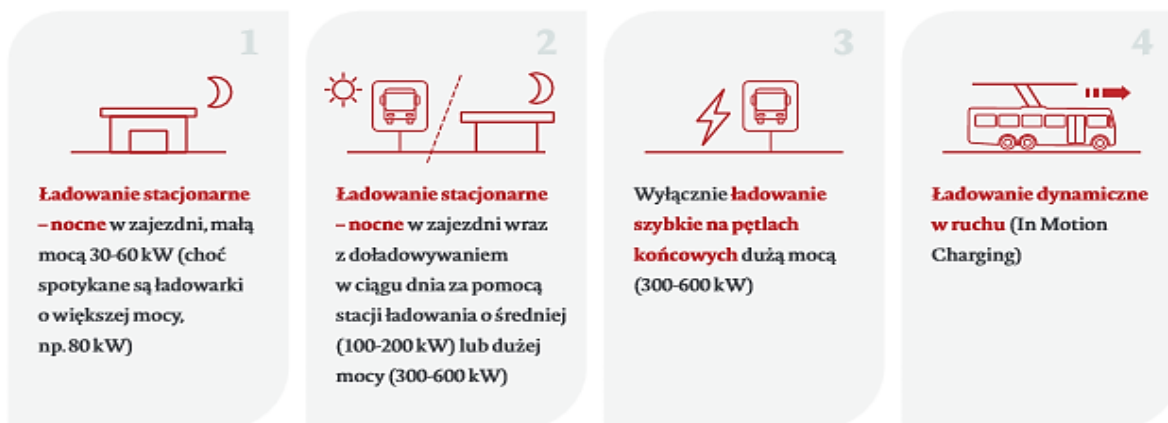 1
Ładowanie stacjonarne
– nocne w zajezdni, małą
mocą 30-60 kW (choć
spotykane są ładowarki
o większej mocy,
np. 80 kW)
2
Ładowanie stacjonarne
– nocne w zajezdni wraz
z doładowywaniem
w ciągu dnia za pomocą
stacji ładowania o średniej
(100-200 kW) lub dużej
mocy (300-600 kW)
3
Wyłącznie ładowanie
szybkie na pętlach
końcowych dużą mocą
(300-600 kW)
4
Ładowanie dynamiczne
w ruchu (In Motion
Charging)